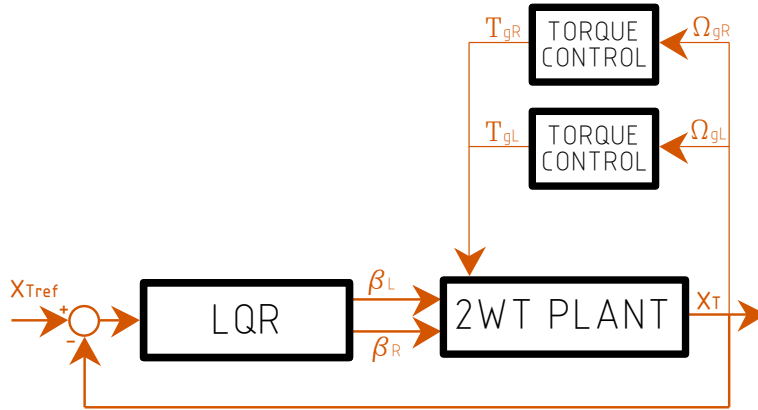 TgR
TORQUE
CONTROL
ΩgR
TgL
TORQUE
CONTROL
ΩgL
XTref
+
−
LQR
βL
βR
2WT PLANT
XT